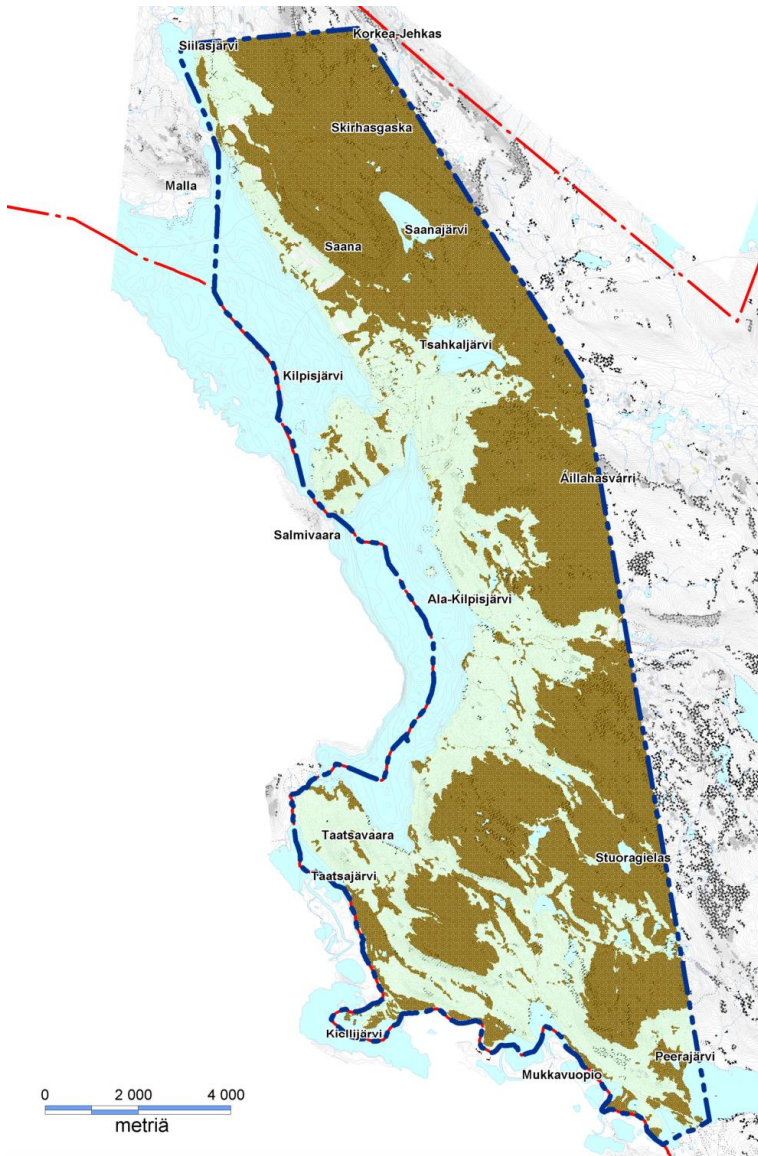 Korkea-Jehkas
Siilasjärvi
Skirhasgaska
Malla
Saanajärvi
Saana
Tsahkaljärvi
Kilpisjärvi
Áillahasvárri
Salmivaara
Ala-Kilpisjärvi
Taatsavaara
Stuoragielas
Taatsajärvi
Kicllijärvi
Peerajärvi
Mukkavuopio
0 2 000 4 000
metriä